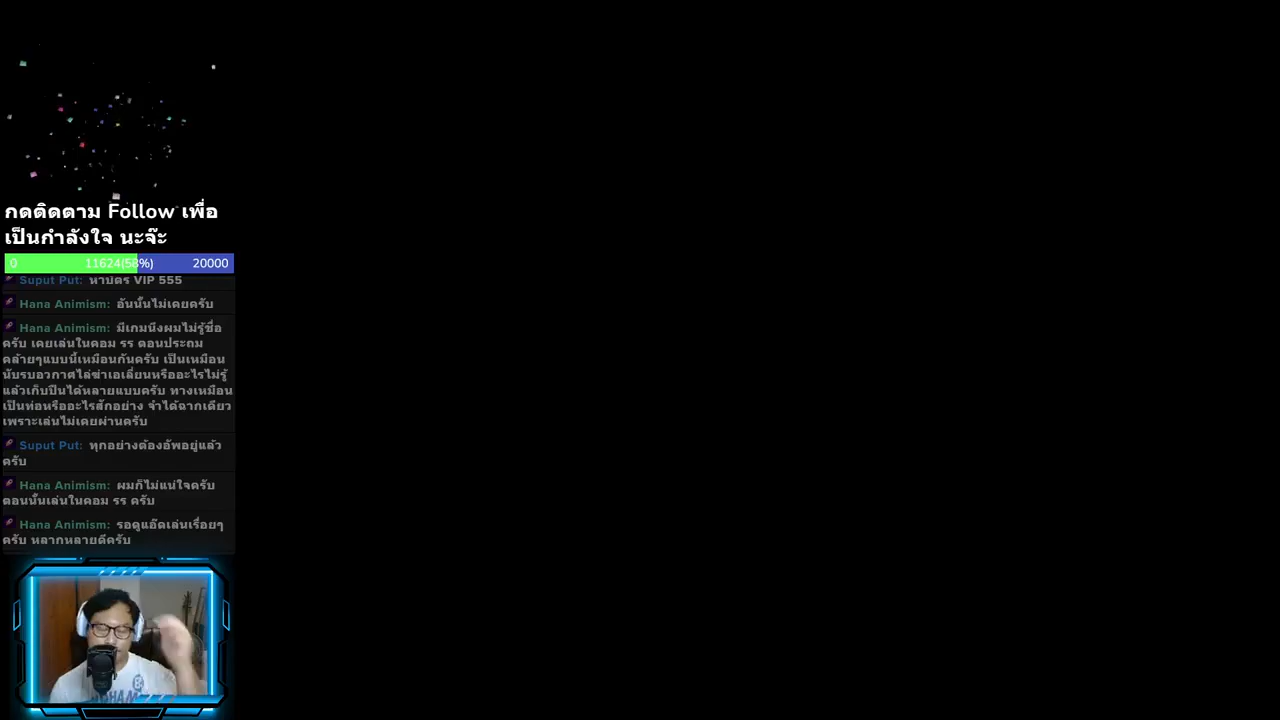 กดติดตาม Follow เพื่อ
เป็นกำลังใจ นะจ๊ะ
0 11624(58%) 20000
Suput Put: หาบัตร VIP 555
Hana Animism: อันนั้นไม่เคยครับ
Hana Animism: มีเกมนึงผมไม่รู้ชื่อ
ครับ เคยเล่นในคอม รร ตอนประถม
คล้ายๆแบบนี้เหมือนกันครับ เป็นเหมือน
นักรบอวกาศไล่ฆ่าเอเลี่ยนหรืออะไรไม่รู้
แล้วเก็บปืนได้หลายแบบครับ ทางเหมือน
เป็นท่อหรืออะไรสักอย่าง จำได้ฉากเดียว
เพราะเล่นไม่เคยผ่านครับ
Suput Put: ทุกอย่างต้องอัพอยู่แล้ว
ครับ
Hana Animism: ผมก็ไม่แน่ใจครับ
ตอนนั้นเล่นในคอม รร ครับ
Hana Animism: รอดูแอ๊ดเล่นเรื่อยๆ
ครับ หลากหลายดีครับ